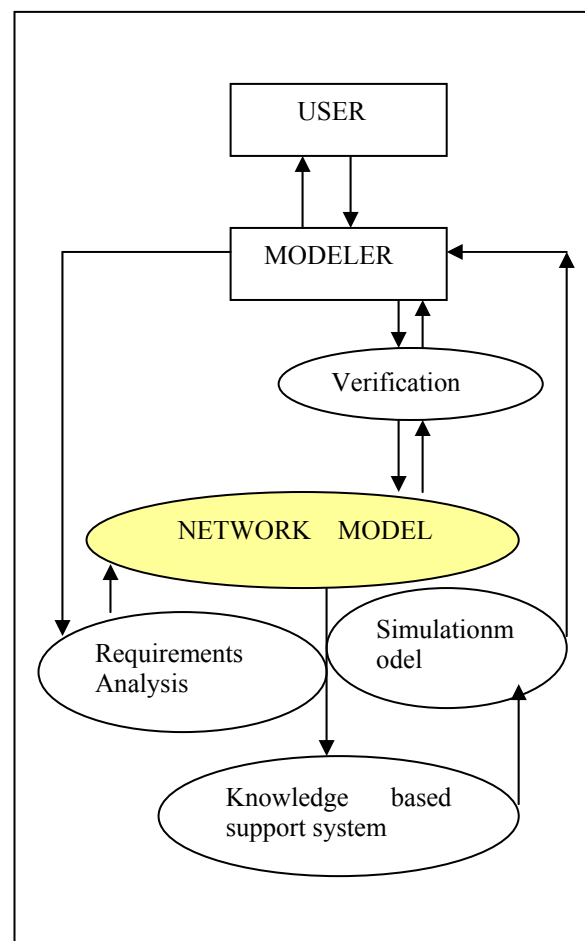 USER
MODELER
Verification
NETWORK MODEL
Simulationm
odel
Requirements
Analysis
Knowledge based
support system